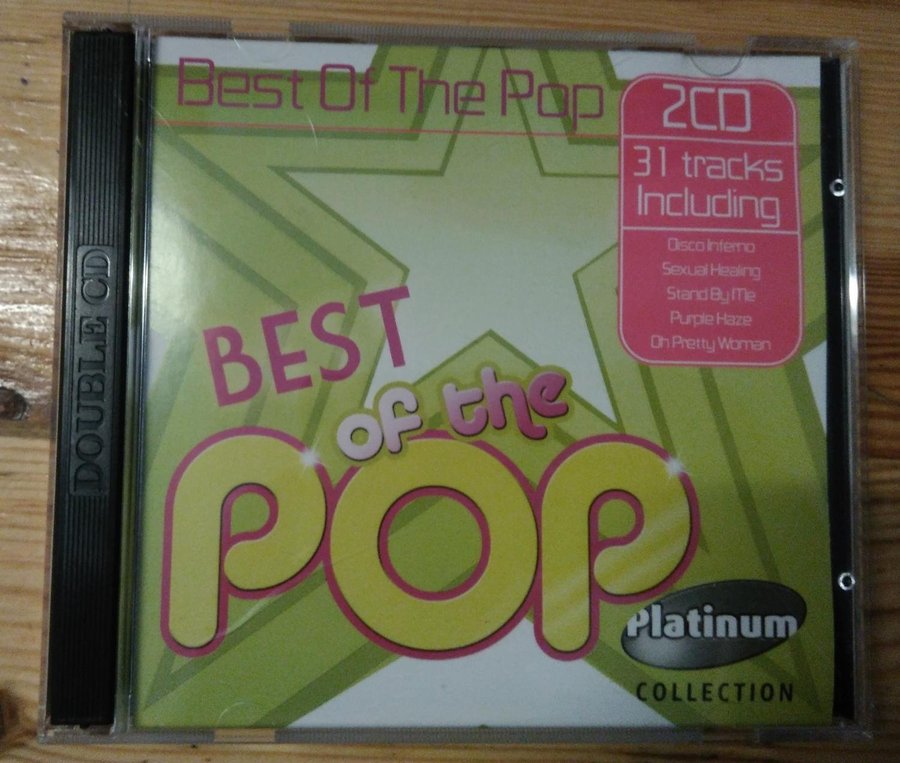 Best Of The Pop
2CD
31 tracks
Including
Disco Inferno
Sexual Healing
Stand By Me
Purple Haze
Oh Pretty Woman
BEST
of the
POP
Platinum
COLLECTION
DOUBLE CD